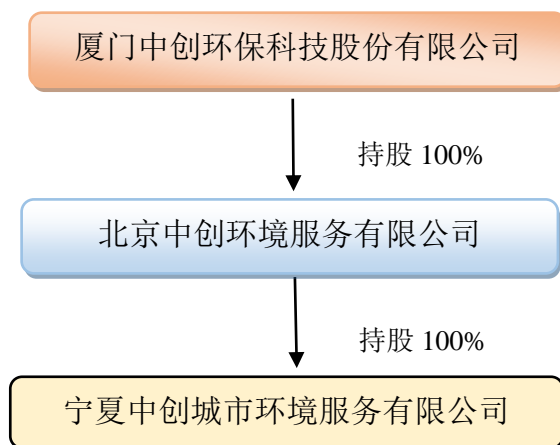 厦门中创环保科技股份有限公司
持股 100%
北京中创环境服务有限公司
持股 100%
宁夏中创城市环境服务有限公司